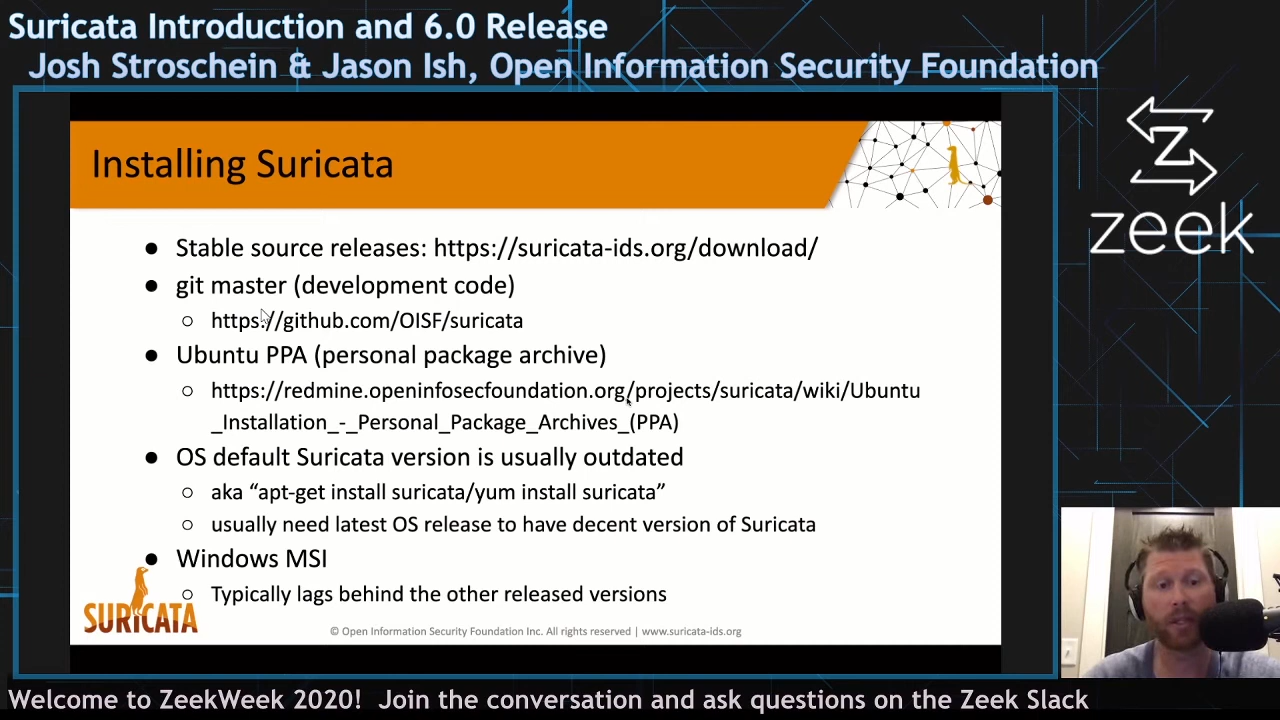 Suricata Introduction and 6.0 Release
Josh Stroschein & Jason Ish, Open Information Security Foundation
Installing Suricata
● Stable source releases: https://suricata-ids.org/download/
● git master (development code)
○ https://github.com/OISF/suricata
● Ubuntu PPA (personal package archive)
○ https://redmine.openinfosecfoundation.org/projects/suricata/wiki/Ubuntu
_Installation_-_Personal_Package_Archives_(PPA)
● OS default Suricata version is usually outdated
○ aka “apt-get install suricata/yum install suricata”
○ usually need latest OS release to have decent version of Suricata
● Windows MSI
○ Typically lags behind the other released versions
SURICATA
© Open Information Security Foundation Inc. All rights reserved | www.suricata-ids.org
Z
zeek
Welcome to ZeekWeek 2020! Join the conversation and ask questions on the Zeek Slack